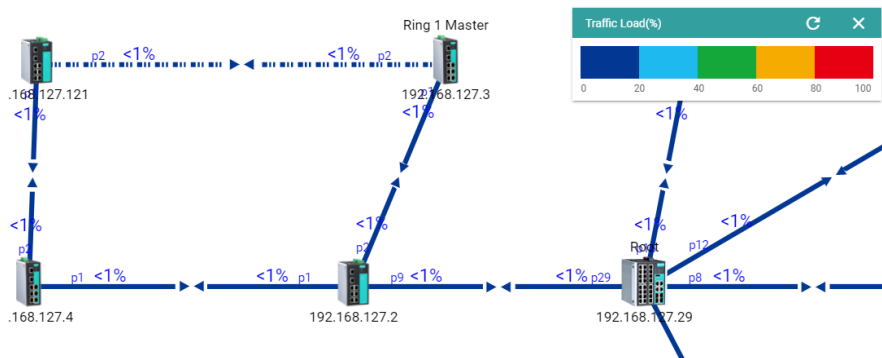 Ring 1 Master
Traffic Load(%)
p2 <1%
<1% p2
.168.127.121
192.168.127.3
0 20 40 60 80 100
<1%
<1%
<1%
<1%
<1%
<1%
p2
p2
Root
p12
p1 <1%
<1% p1
p9 <1%
<1% p29
p8 <1%
.168.127.4
192.168.127.2
192.168.127.29